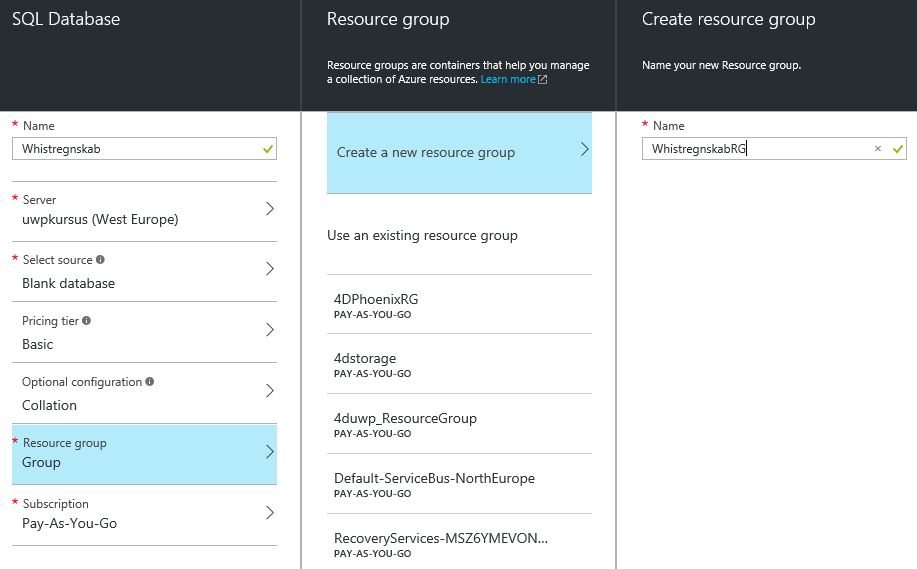 SQL Database
* Name
Whistregnskab
* Server
uwpkursus (West Europe)
* Select source
Blank database
Pricing tier
Basic
Optional configuration
Collation
* Resource group
Group
* Subscription
Pay-As-You-Go
Resource group
Resource groups are containers that help you manage
a collection of Azure resources. Learn more
Create a new resource group
Use an existing resource group
4DPhoenixRG
PAY-AS-YOU-GO
4dstorage
PAY-AS-YOU-GO
4duwp_ResourceGroup
PAY-AS-YOU-GO
Default-ServiceBus-NorthEurope
PAY-AS-YOU-GO
RecoveryServices-MSZ6YMEVON...
PAY-AS-YOU-GO
Create resource group
Name your new Resource group.
* Name
WhistregnskabRG